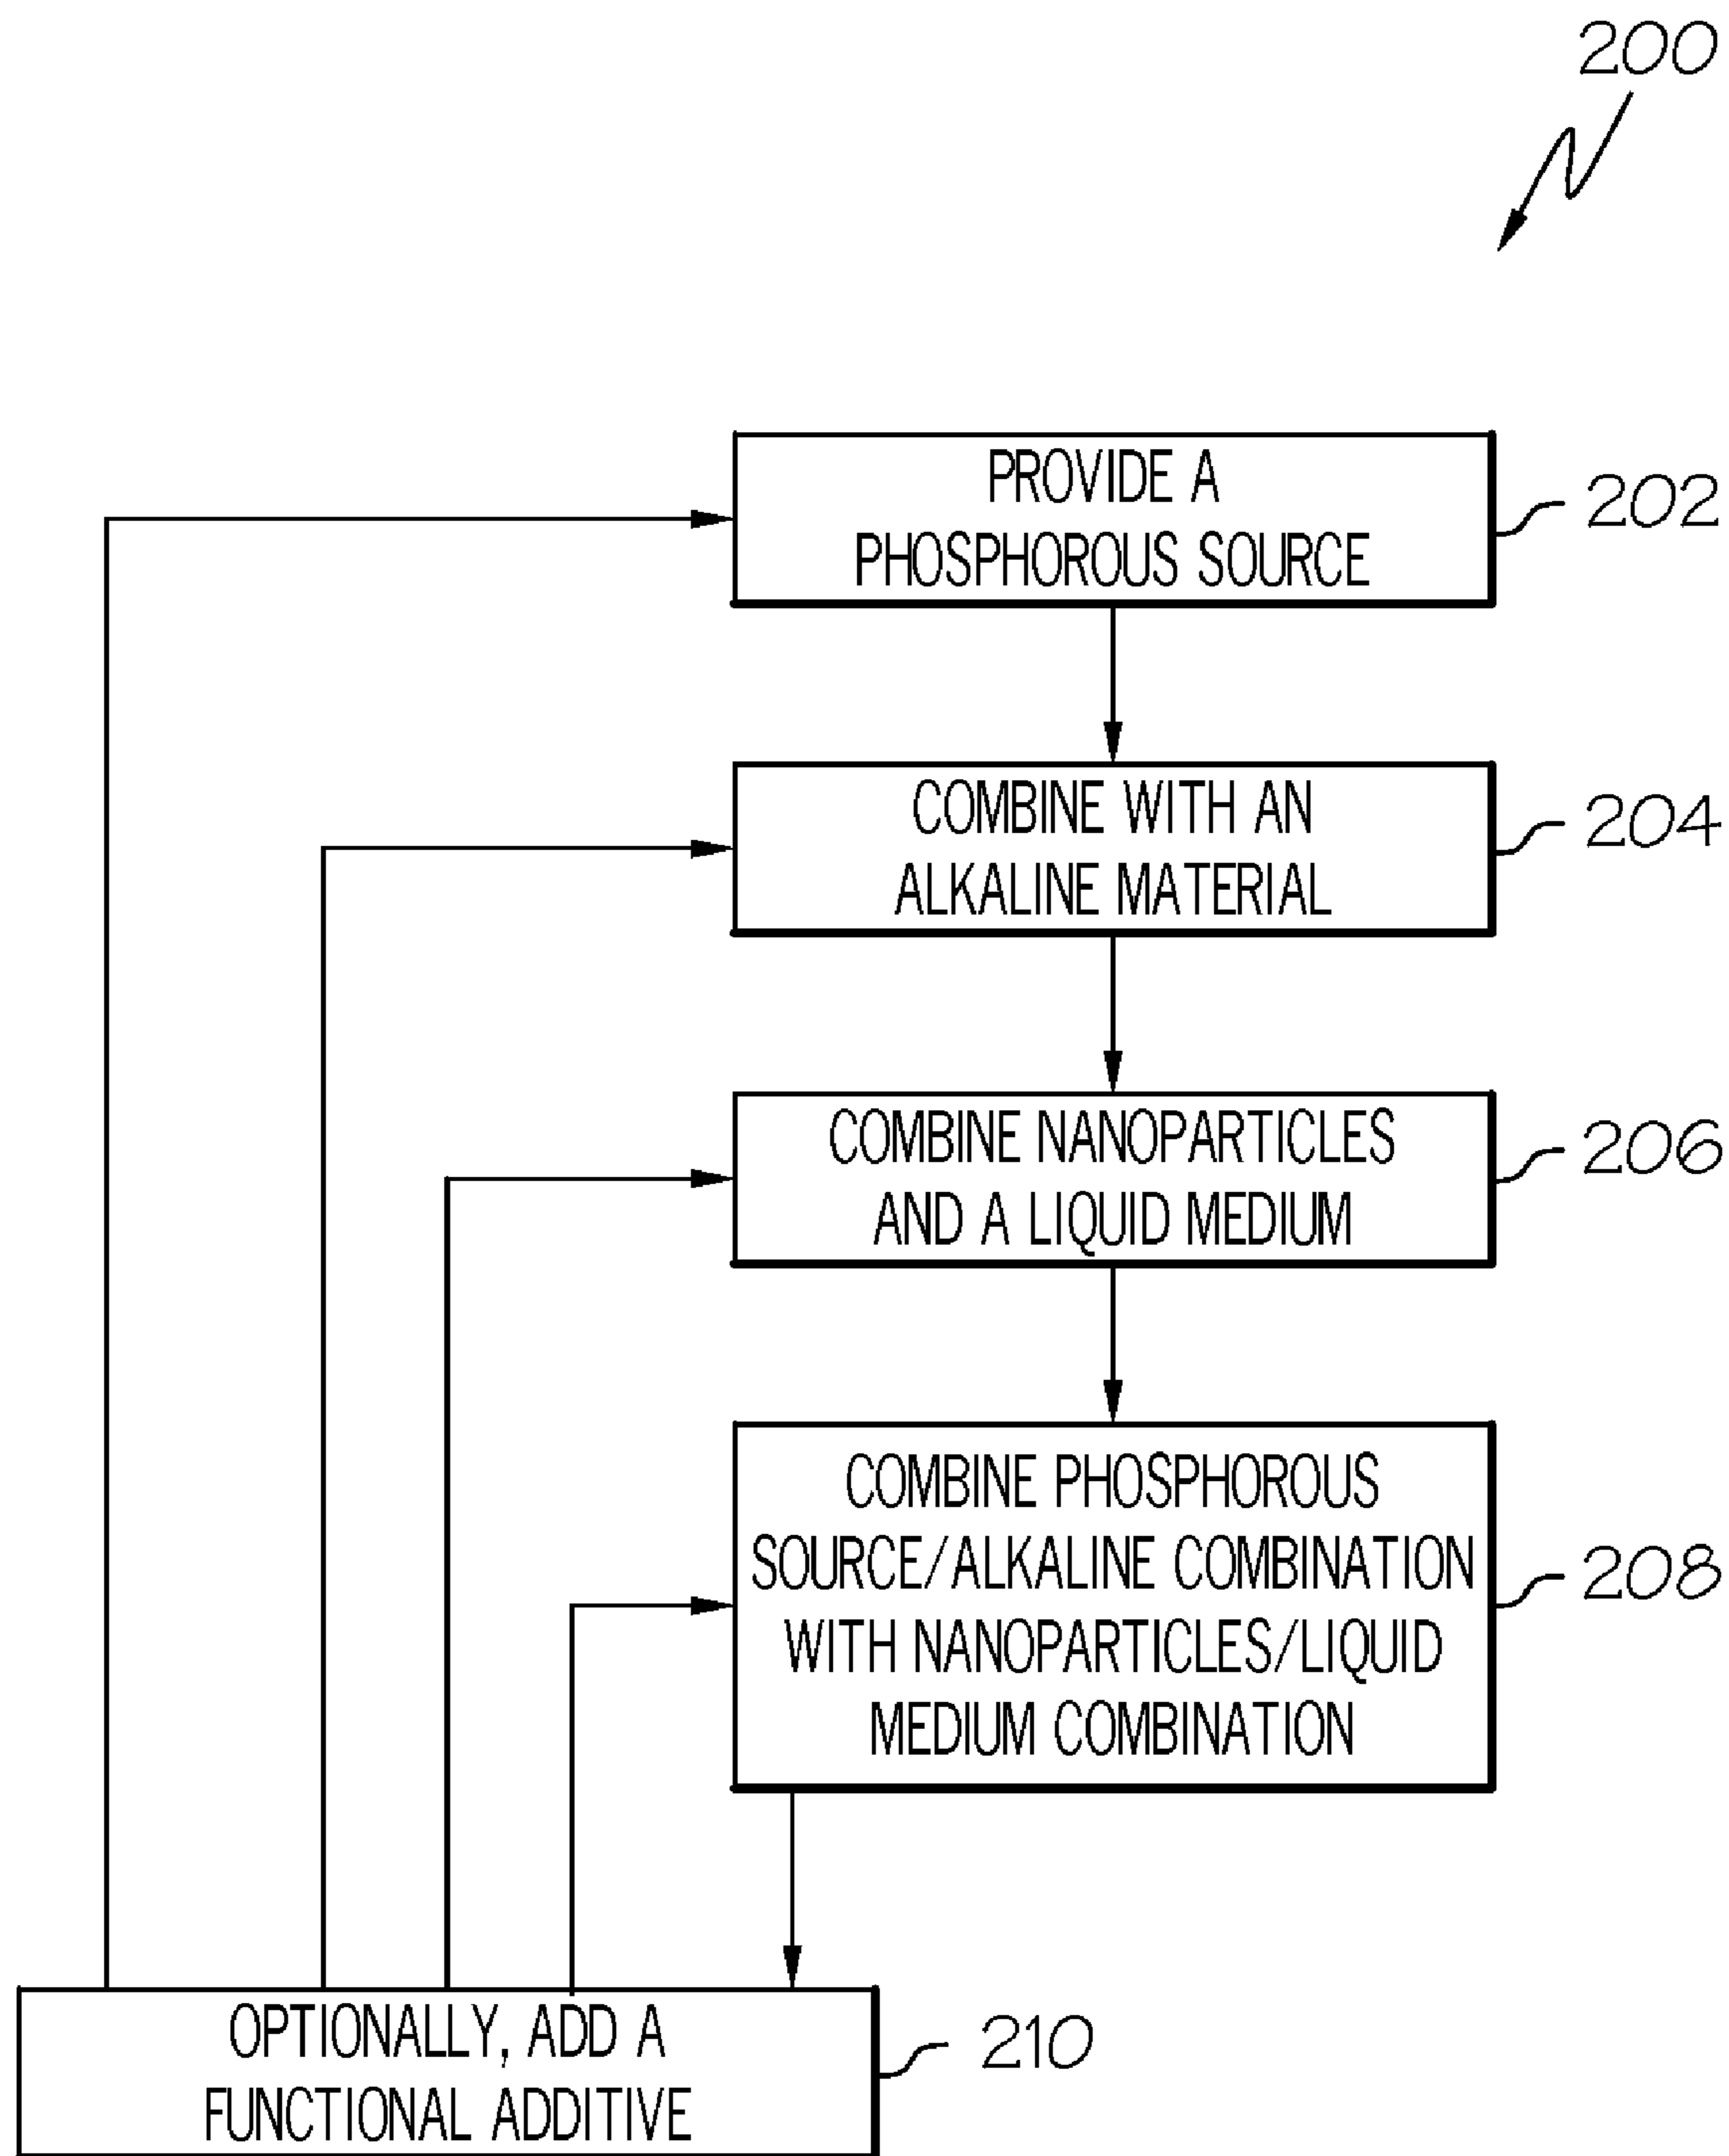 200
PROVIDE A
PHOSPHOROUS SOURCE
202
COMBINE WITH AN
ALKALINE MATERIAL
204
COMBINE NANOPARTICLES
AND A LIQUID MEDIUM
206
COMBINE PHOSPHOROUS
SOURCE/ALKALINE COMBINATION
WITH NANOPARTICLES/LIQUID
MEDIUM COMBINATION
208
OPTIONALLY, ADD A
FUNCTIONAL ADDITIVE
210